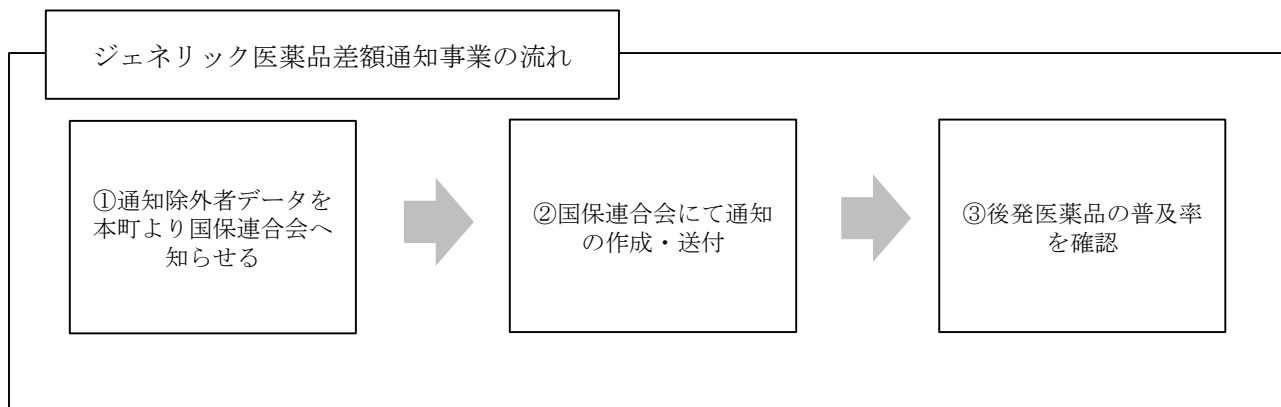 ジェネリック医薬品差額通知事業の流れ
①通知除外者データを
本町より国保連合会へ
知らせる
②国保連合会にて通知
の作成・送付
③後発医薬品の普及率
を確認